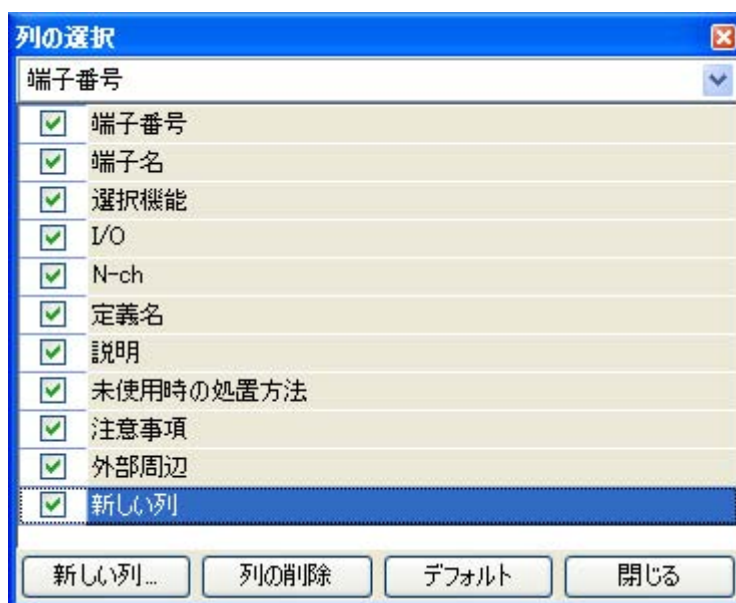 列の選択
端子番号
端子番号
端子名
選択機能
I/O
N-ch
定義名
説明
未使用時の処置方法
注意事項
外部周辺
新しい列
新しい列... 列の削除 デフォルト 閉じる